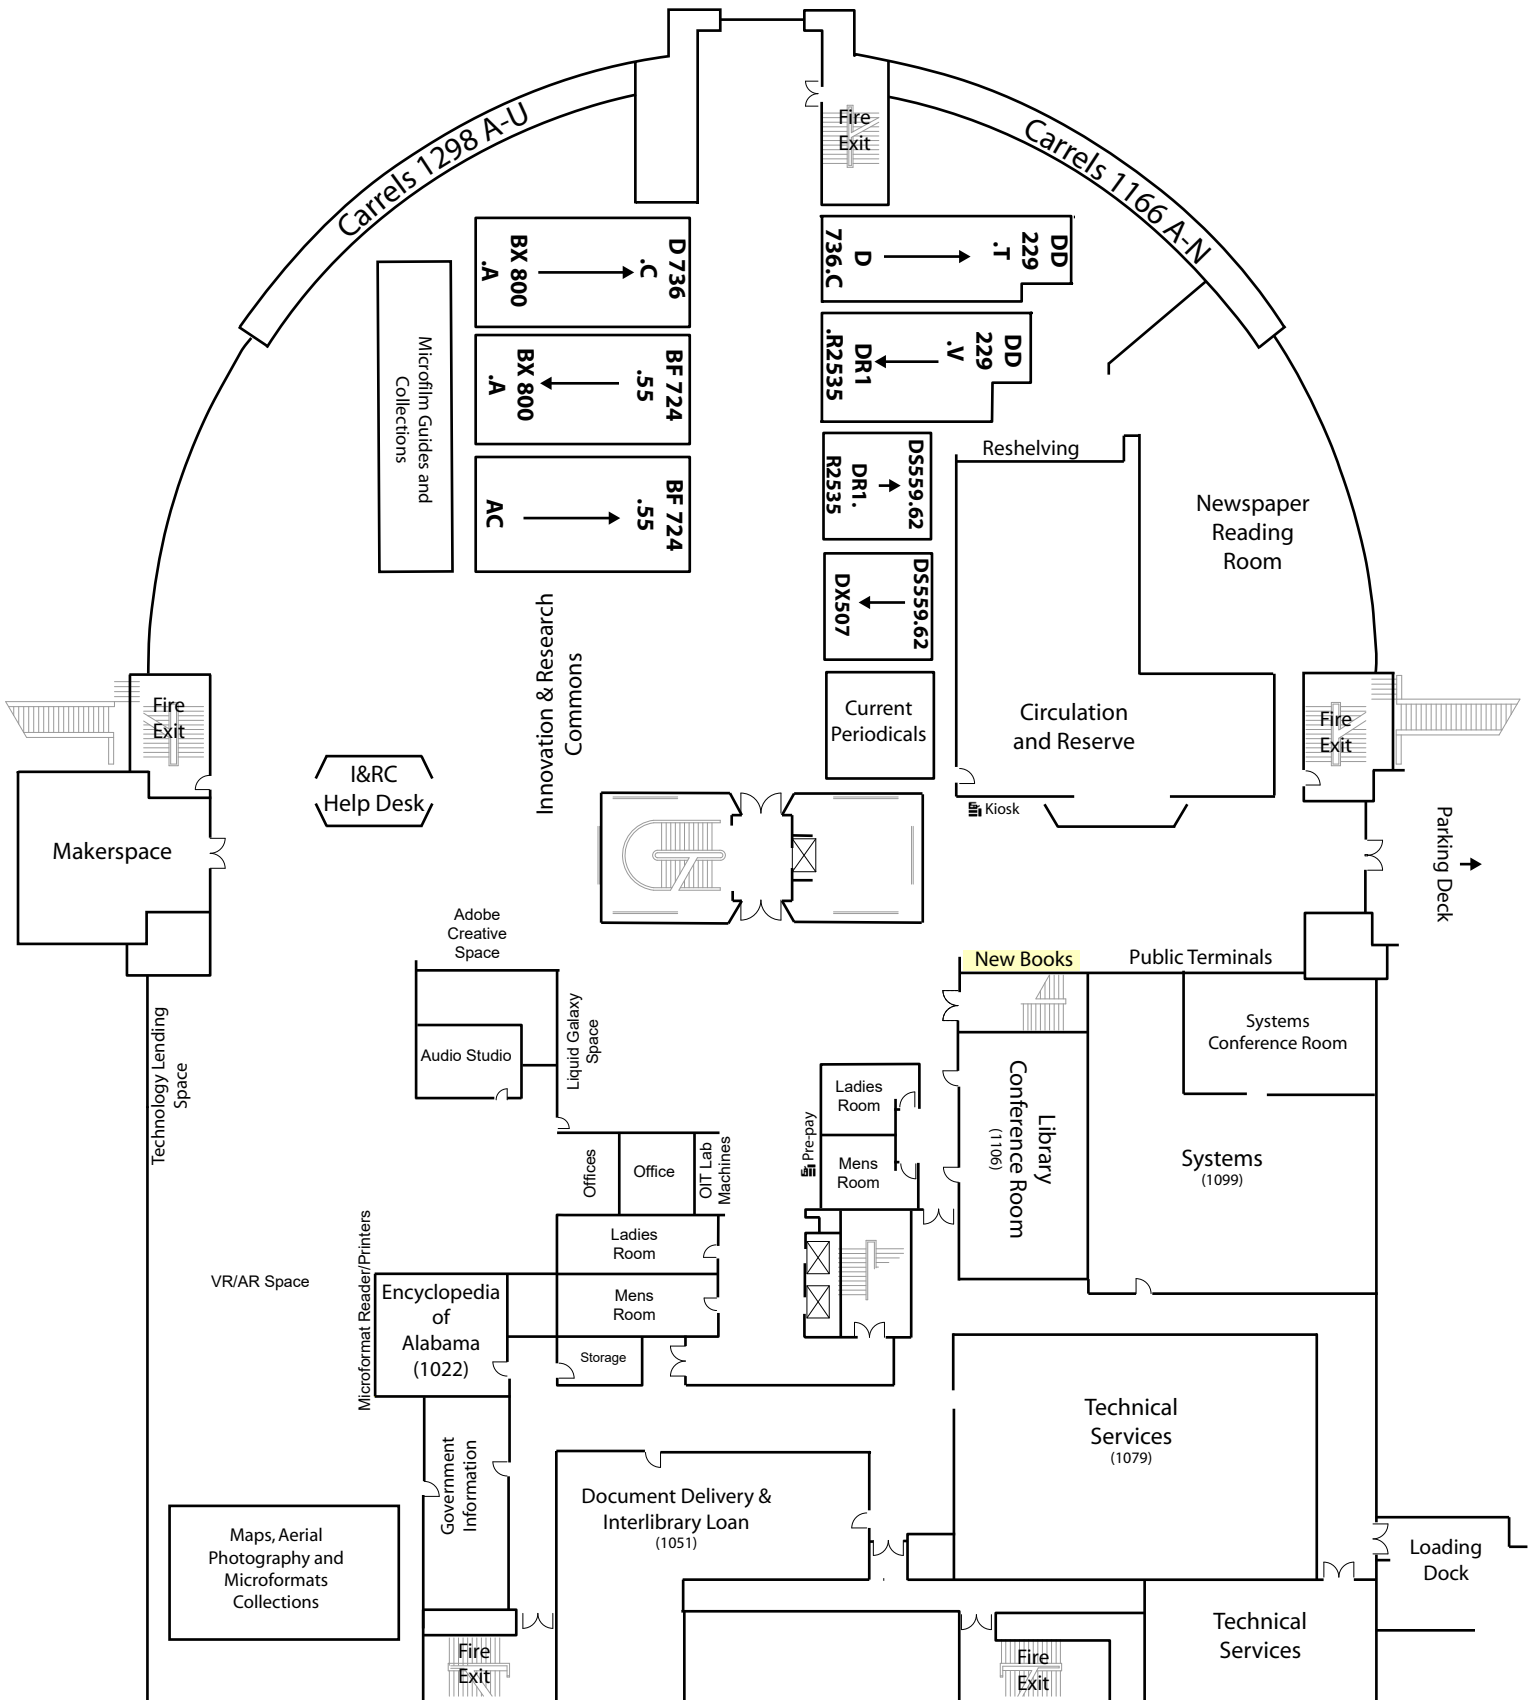 Carrels 1298 A-U
Fire
Exit
Carrels 1166 A-N
D 736
.C
BX 800
.A
D
736.C
DD
229
.T
Microfilm Guides and
Collections
BF 724
.55
BX 800
.A
DD
229
.V
DR1
.R2535
BF 724
.55
AC
Reshelving
DS559.62
DR1.
R2535
Newspaper
Reading
Room
DS559.62
DX507
Innovation & Research
Commons
Fire
Exit
Current
Periodicals
Circulation
and Reserve
Fire
Exit
I&RC
Help Desk
Kiosk
Makerspace
Parking Deck
Adobe
Creative
Space
New Books
Public Terminals
Technology Lending
Space
Liquid Galaxy
Space
Audio Studio
Systems
Conference Room
Library
Conference Room
(1106)
Ladies
Room
Pre-pay
Mens
Room
Offices
Office
OIT Lab
Machines
Systems
(1099)
Ladies
Room
Microformat Reader/Printers
VR/AR Space
Encyclopedia
of
Alabama
(1022)
Mens
Room
Storage
Technical
Services
(1079)
Government
Information
Document Delivery &
Interlibrary Loan
(1051)
Maps, Aerial
Photography and
Microformats
Collections
Loading
Dock
Fire
Exit
Fire
Exit
Technical
Services